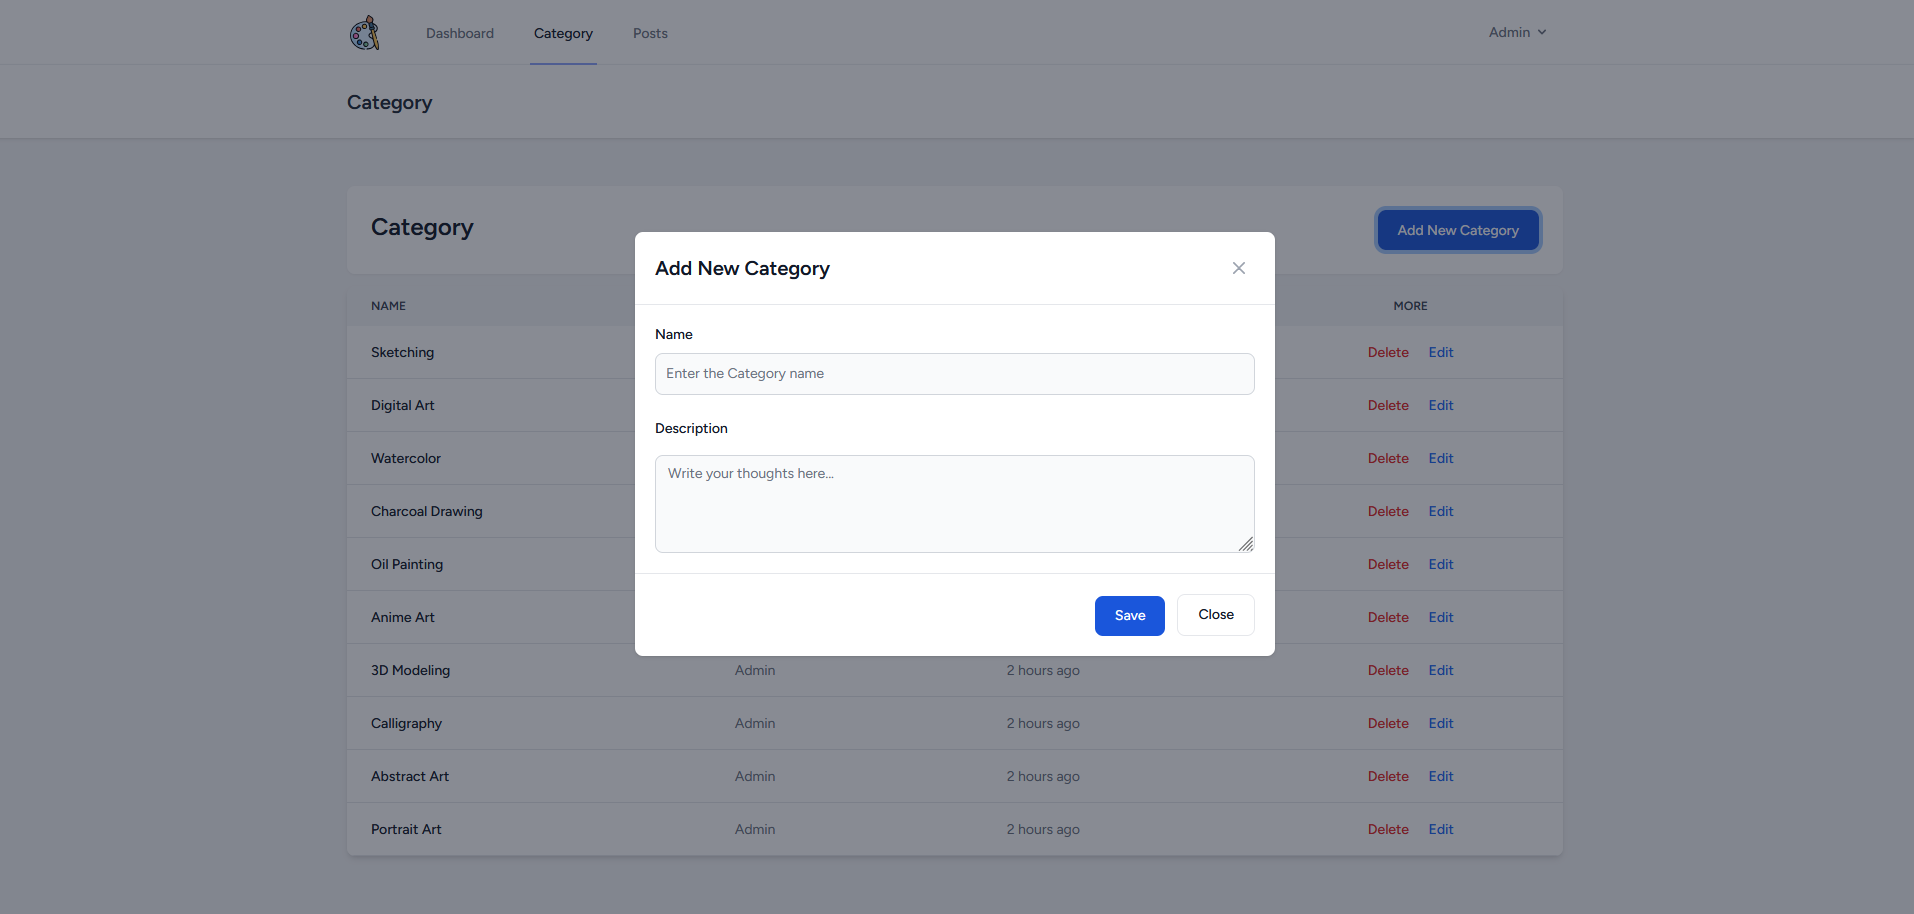 Dashboard Category Posts Admin
Category
Category Add New Category
Add New Category
NAME MORE
Name
Enter the Category name
Description
Write your thoughts here...
Save Close
Sketching Delete Edit
Digital Art Delete Edit
Watercolor Delete Edit
Charcoal Drawing Delete Edit
Oil Painting Delete Edit
Anime Art Delete Edit
3D Modeling Admin 2 hours ago Delete Edit
Calligraphy Admin 2 hours ago Delete Edit
Abstract Art Admin 2 hours ago Delete Edit
Portrait Art Admin 2 hours ago Delete Edit